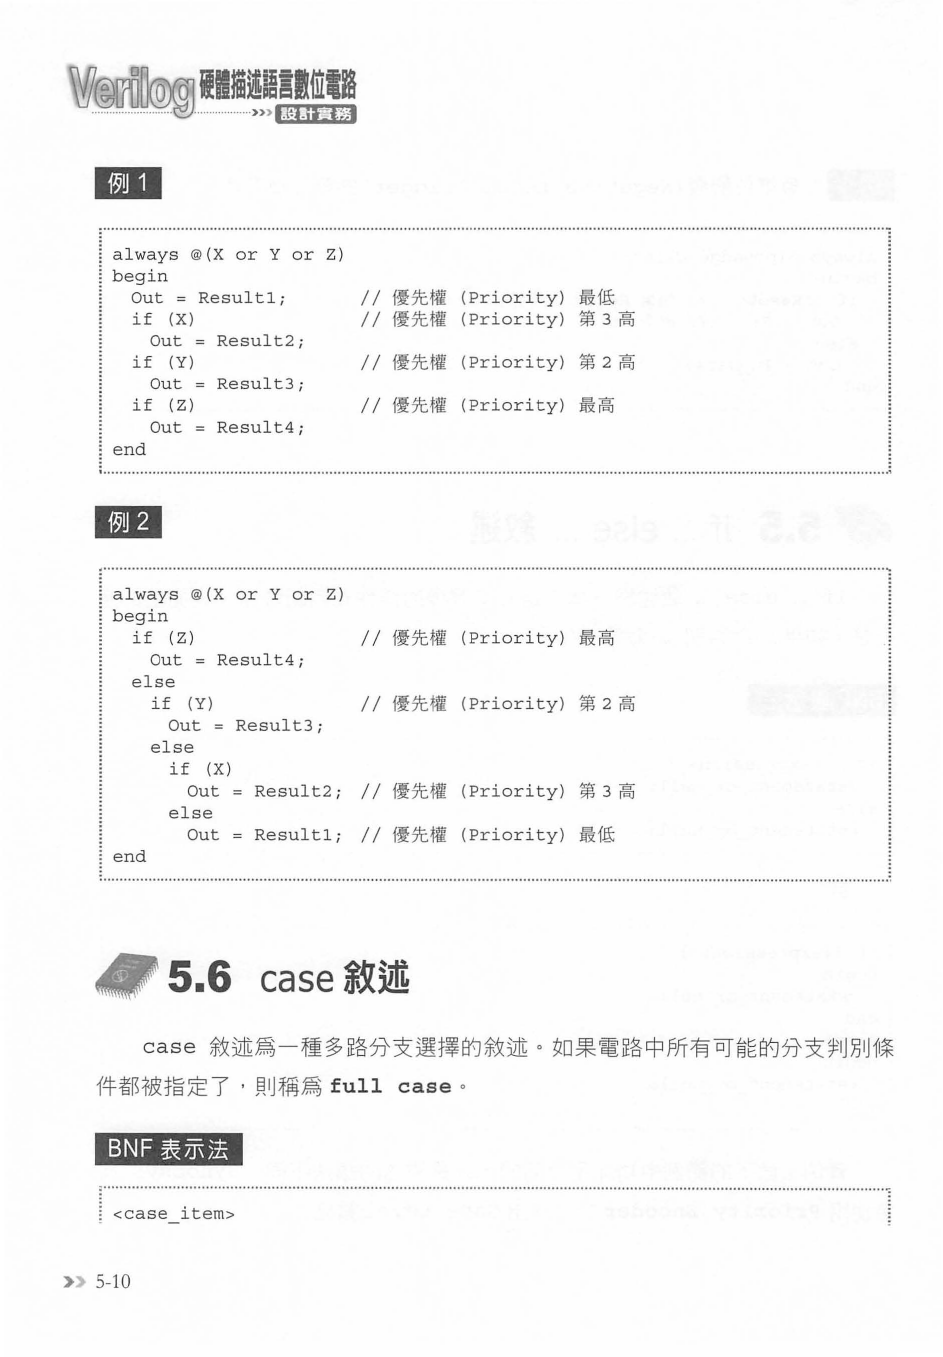 Verilog 硬體描述語言數位電路
>>> 設計實務
例 1
always @(X or Y or Z)
begin
  Out = Result1;        // 優先權 (Priority) 最低
  if (X)                // 優先權 (Priority) 第 3 高
    Out = Result2;
  if (Y)                // 優先權 (Priority) 第 2 高
    Out = Result3;
  if (Z)                // 優先權 (Priority) 最高
    Out = Result4;
end
例 2
always @(X or Y or Z)
begin
  if (Z)                // 優先權 (Priority) 最高
    Out = Result4;
  else
    if (Y)              // 優先權 (Priority) 第 2 高
      Out = Result3;
    else
      if (X)
        Out = Result2;  // 優先權 (Priority) 第 3 高
      else
        Out = Result1;  // 優先權 (Priority) 最低
end
5.6 case 敘述
case 敘述爲一種多路分支選擇的敘述。如果電路中所有可能的分支判別條
件都被指定了，則稱爲 full case。
BNF 表示法
<case_item>
5-10